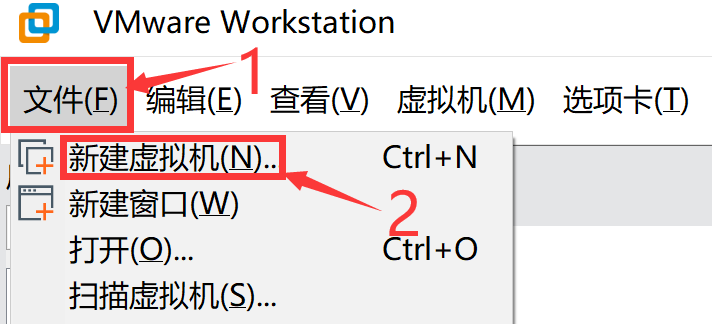 VMware Workstation
1
文件(F) 编辑(E) 查看(V) 虚拟机(M) 选项卡(T)
新建虚拟机(N)... Ctrl+N
新建窗口(W)
2
打开(O)... Ctrl+O
扫描虚拟机(S)...